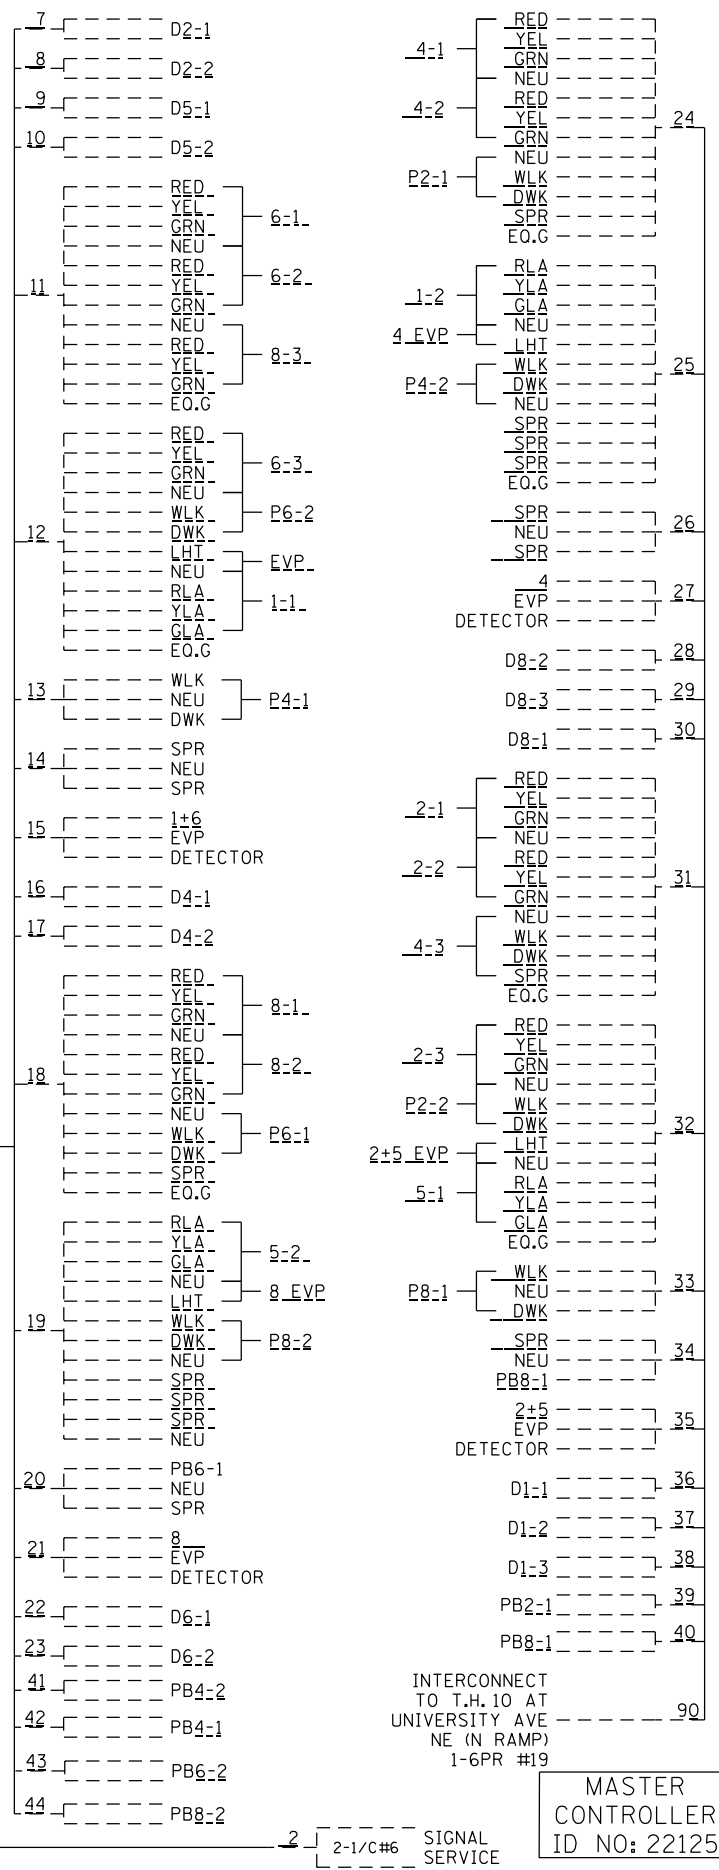 7 D2-1
8 D2-2
9 D5-1
10 D5-2
RED
YEL
GRN
NEU
6-1
RED
YEL
GRN
6-2
11
NEU
RED
YEL
GRN
8-3
EQ.G
RED
YEL
GRN
NEU
6-3
WLK
DWK
P6-2
12
LHT
NEU
EVP
RLA
YLA
GLA
1-1
EQ.G
WLK
13 NEU P4-1
DWK
SPR
14 NEU
SPR
1+6
15 EVP
DETECTOR
16 D4-1
17 D4-2
RED
YEL
GRN
NEU
8-1
RED
YEL
GRN
8-2
18
NEU
WLK
DWK
P6-1
SPR
EQ.G
RLA
YLA
GLA
NEU
5-2
LHT
8 EVP
19
WLK
DWK
NEU
P8-2
SPR
SPR
SPR
NEU
PB6-1
20 NEU
SPR
8
21 EVP
DETECTOR
22 D6-1
23 D6-2
41 PB4-2
42 PB4-1
43 PB6-2
44 PB8-2
RED
YEL
GRN
NEU
4-1
RED
YEL
GRN
4-2
24
NEU
WLK
DWK
P2-1
SPR
EQ.G
RLA
YLA
GLA
NEU
1-2
LHT
4 EVP
25
WLK
DWK
NEU
P4-2
SPR
SPR
SPR
EQ.G
SPR
NEU 26
SPR
4
EVP 27
DETECTOR
D8-2 28
D8-3 29
D8-1 30
RED
YEL
GRN
NEU
2-1
RED
YEL
GRN
2-2
31
NEU
WLK
DWK
SPR
4-3
EQ.G
RED
YEL
GRN
NEU
2-3
WLK
DWK
P2-2
32
LHT
NEU
2+5 EVP
RLA
YLA
GLA
5-1
EQ.G
WLK
P8-1 NEU 33
DWK
SPR
NEU 34
PB8-1
2+5
EVP 35
DETECTOR
D1-1 36
D1-2 37
D1-3 38
PB2-1 39
PB8-1 40
INTERCONNECT
TO T.H. 10 AT
UNIVERSITY AVE 90
NE (N RAMP)
1-6PR #19
MASTER
CONTROLLER
ID NO: 22125
2 2-1/C#6 SIGNAL
SERVICE